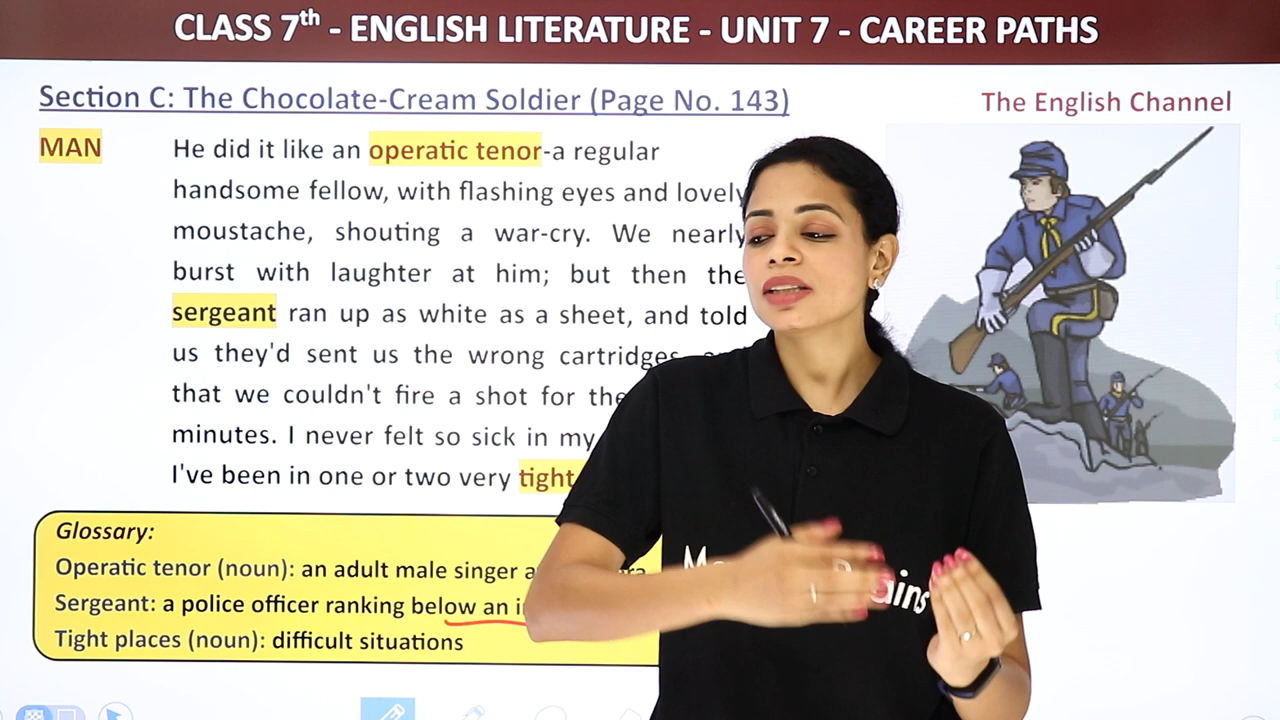 CLASS 7th - ENGLISH LITERATURE - UNIT 7 - CAREER PATHS
Section C: The Chocolate-Cream Soldier (Page No. 143)
The English Channel
MAN
He did it like an operatic tenor-a regular
handsome fellow, with flashing eyes and lovely
moustache, shouting a war-cry. We nearly
burst with laughter at him; but then the
sergeant ran up as white as a sheet, and told
us they'd sent us the wrong cartridges,
that we couldn't fire a shot for the
minutes. I never felt so sick in my
I've been in one or two very tight
Glossary:
Operatic tenor (noun): an adult male singer
Sergeant: a police officer ranking below an
Tight places (noun): difficult situations